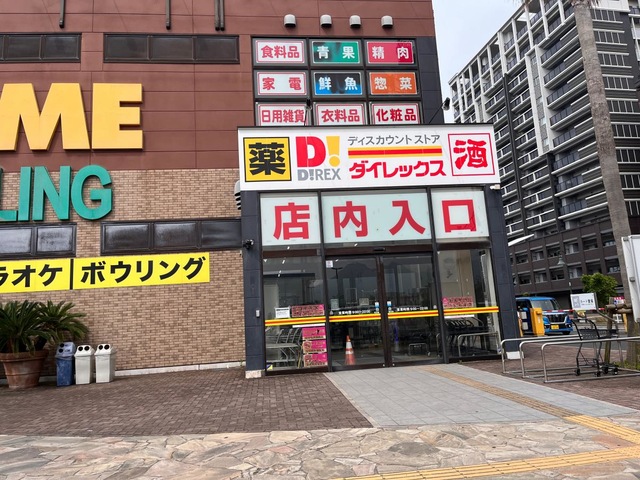 食料品 青果 精肉
家電 鮮魚 惣菜
日用雑貨 衣料品 化粧品
ME
LING
ラオケ ボウリング
薬 D! DIREX ディスカウント ストア ダイレックス 酒
店内入口